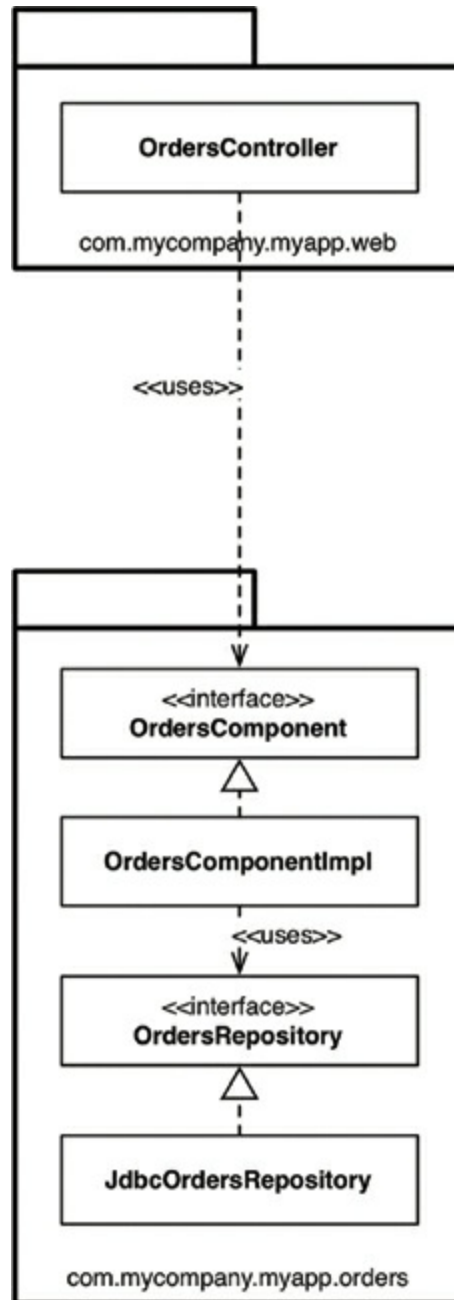 OrdersController
com.mycompany.myapp.web
<<uses>>
<<interface>>
OrdersComponent
OrdersComponentImpl
<<uses>>
<<interface>>
OrdersRepository
JdbcOrdersRepository
com.mycompany.myapp.orders